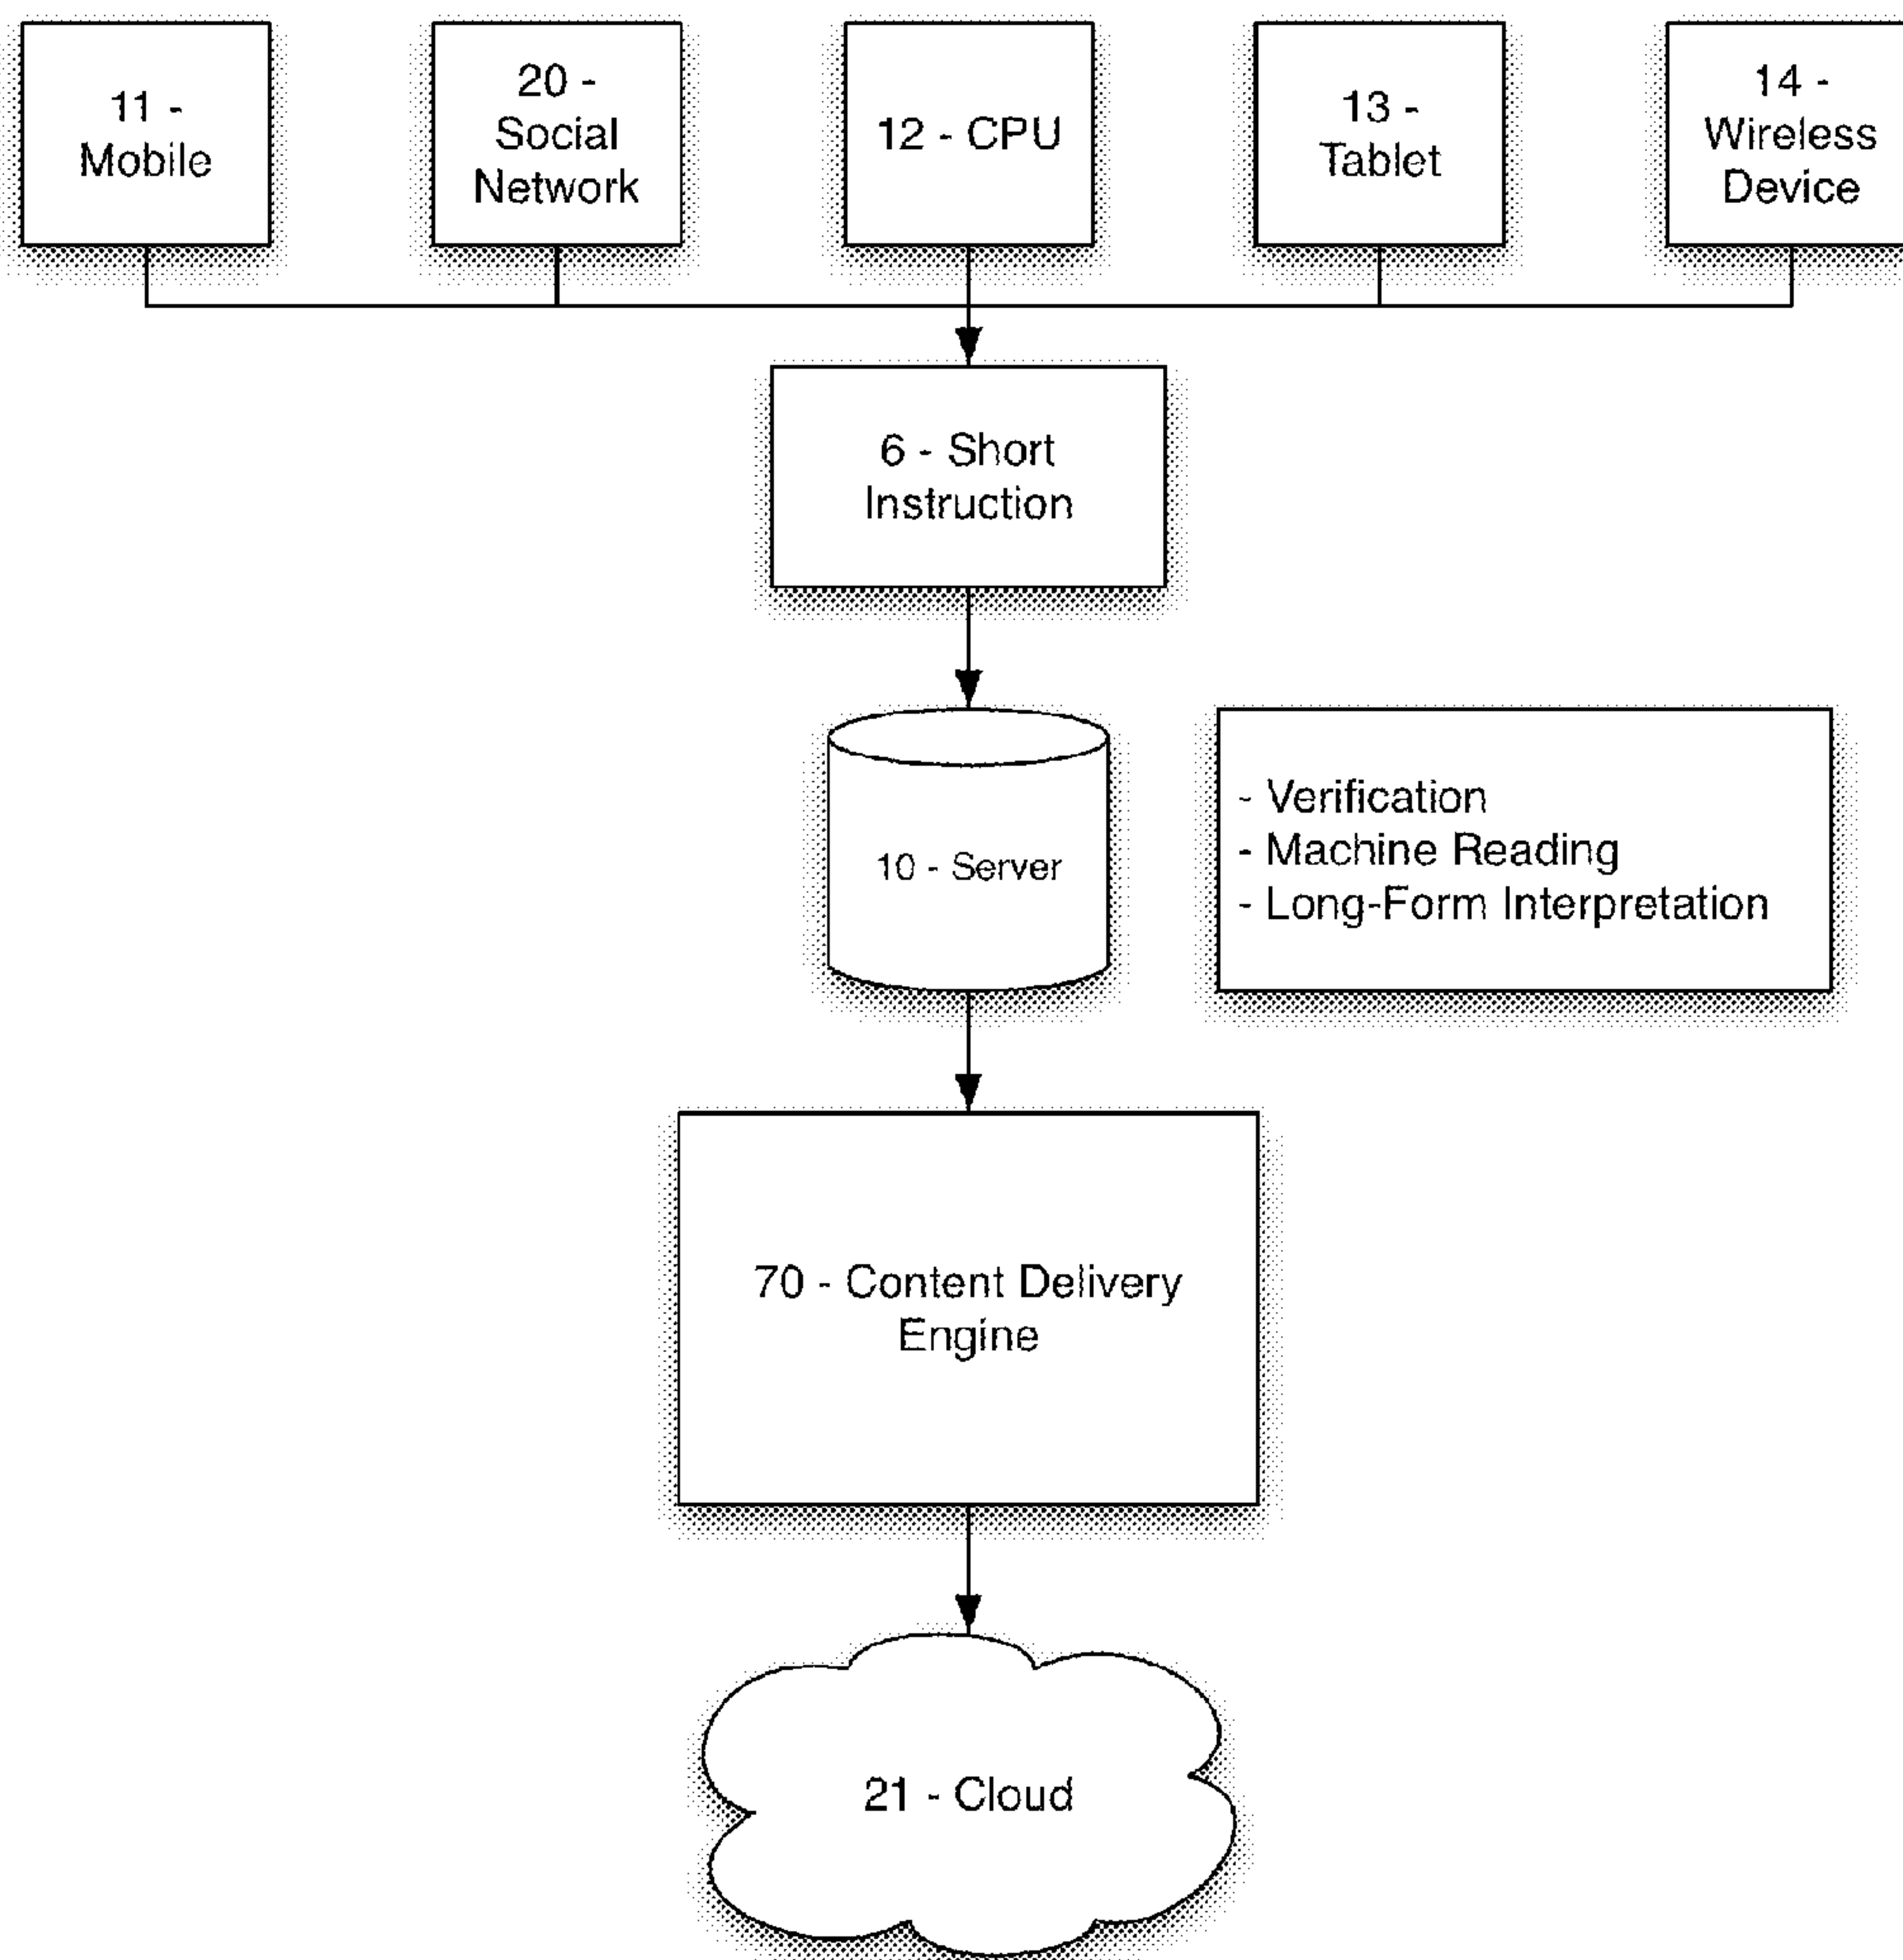 11 -
Mobile
20 -
Social
Network
12 - CPU
13 -
Tablet
14 -
Wireless
Device
6 - Short
Instruction
10 - Server
- Verification
- Machine Reading
- Long-Form Interpretation
70 - Content Delivery
Engine
21 - Cloud